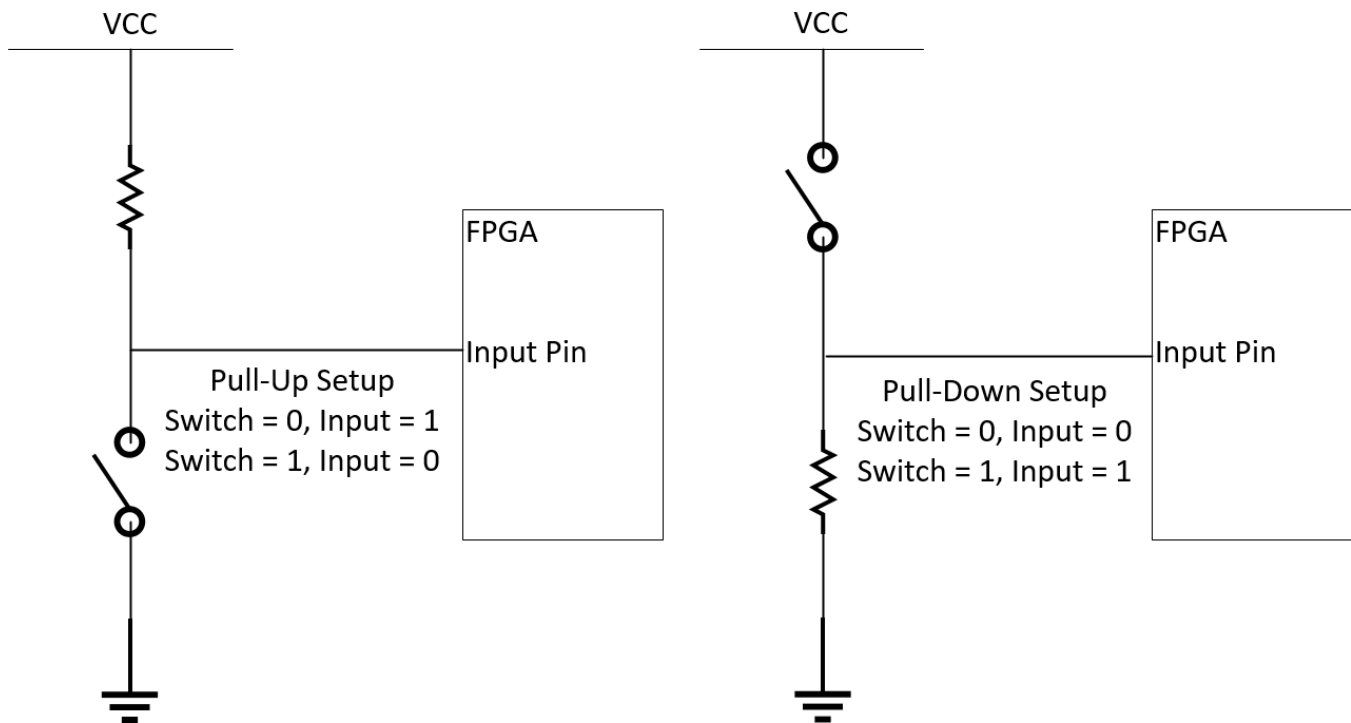 VCC
FPGA
Input Pin
Pull-Up Setup
Switch = 0, Input = 1
Switch = 1, Input = 0
VCC
FPGA
Input Pin
Pull-Down Setup
Switch = 0, Input = 0
Switch = 1, Input = 1